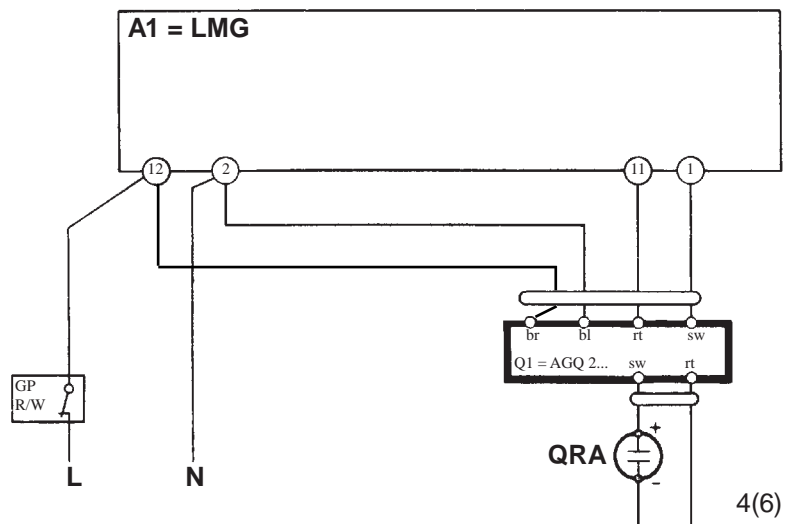 A1 = LMG
12 2 11 1
br bl rt sw
Q1 = AGQ 2... sw rt
GP
R/W
+
QRA
-
L N
4(6)